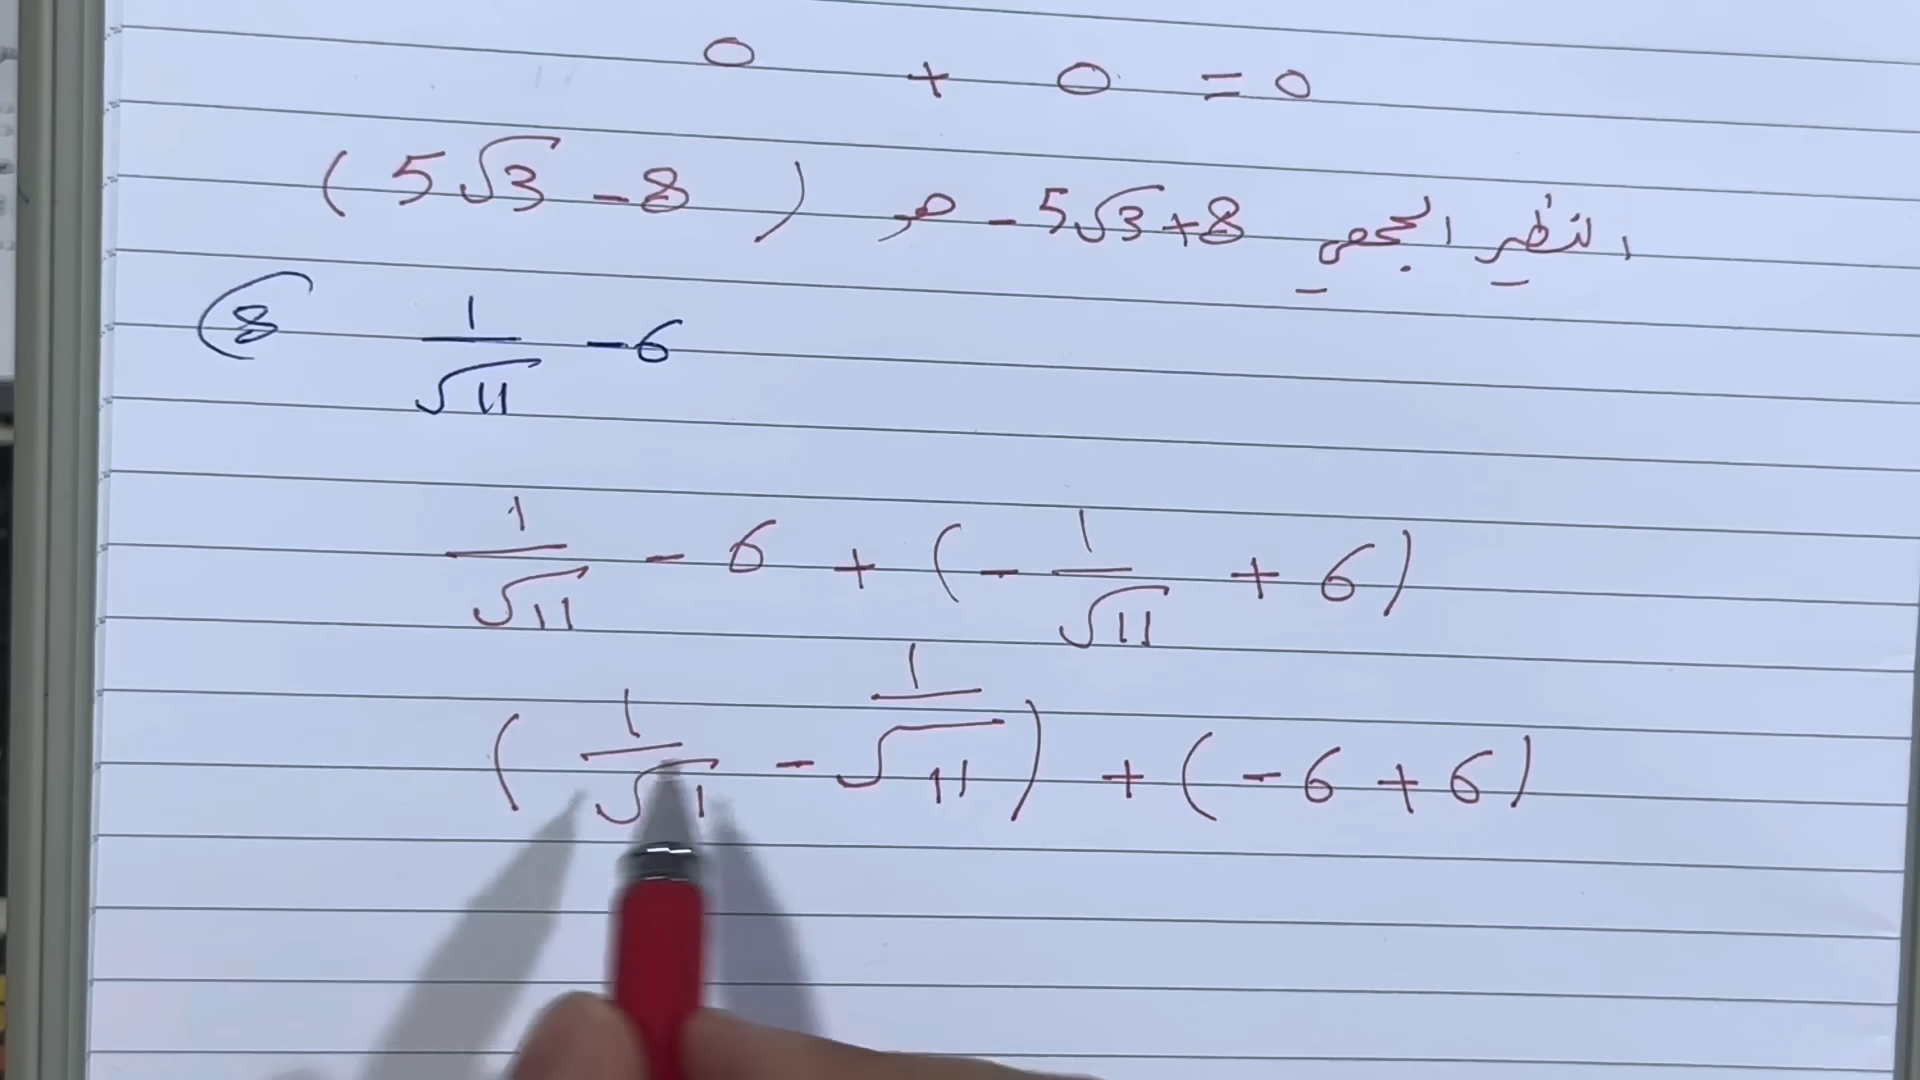 0 + 0 = 0
النظير الجمعي -5√3+8 هو (5√3 -8)
8) 1/√11 -6
1/√11 - 6 + (- 1/√11 + 6)
(1/√11 - 1/√11) + (-6 + 6)